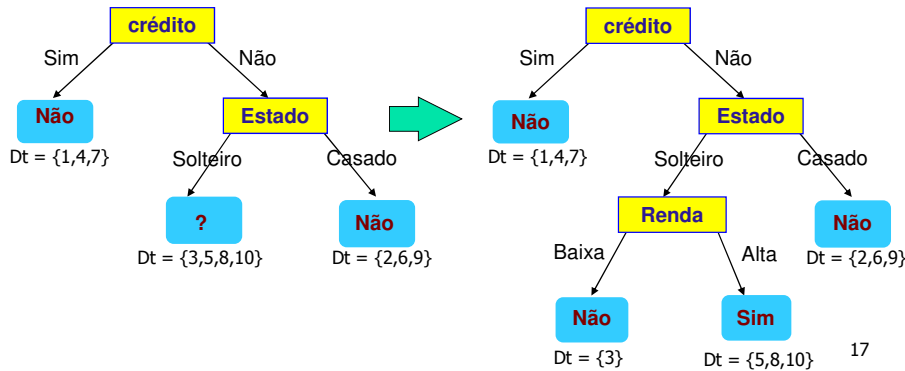 crédito
Sim
Não
Não
Dt = {1,4,7}
Estado
Solteiro
Casado
?
Dt = {3,5,8,10}
Não
Dt = {2,6,9}
crédito
Sim
Não
Não
Dt = {1,4,7}
Estado
Solteiro
Casado
Renda
Não
Dt = {2,6,9}
Baixa
Alta
Não
Dt = {3}
Sim
Dt = {5,8,10}
17